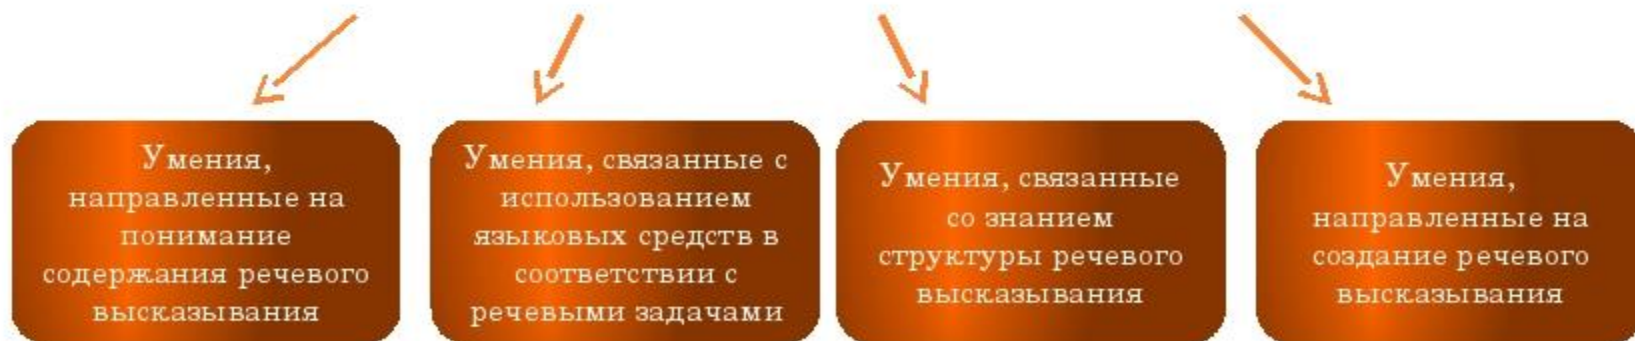 Умения,
направленные на
понимание
содержания речевого
высказывания
Умения, связанные с
использованием
языковых средств в
соответствии с
речевыми задачами
Умения, связанные
со знанием
структуры речевого
высказывания
Умения,
направленные на
создание речевого
высказывания